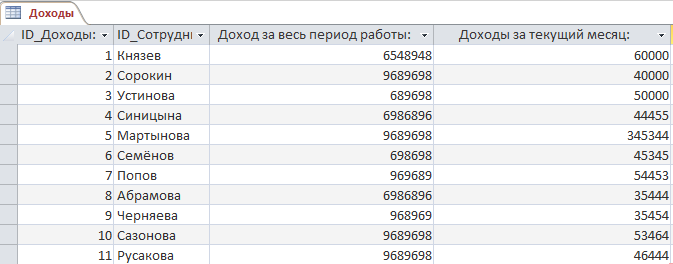 Доходы
ID_Доходы: ID_Сотрудн Доход за весь период работы: Доходы за текущий месяц:
1 Князев 6548948 60000
2 Сорокин 9689698 40000
3 Устинова 689698 50000
4 Синицына 6986896 44455
5 Мартынова 9689698 345344
6 Семёнов 698698 45345
7 Попов 969689 54453
8 Абрамова 6986896 35444
9 Черняева 968969 35454
10 Сазонова 9689698 53464
11 Русакова 9689698 46444